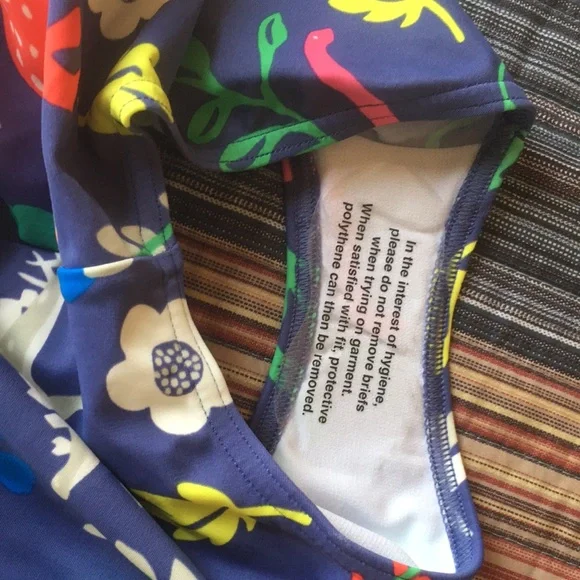 In the interest of hygiene,
please do not remove briefs
when trying on garment.
When satisfied with fit, protective
polythene can then be removed.